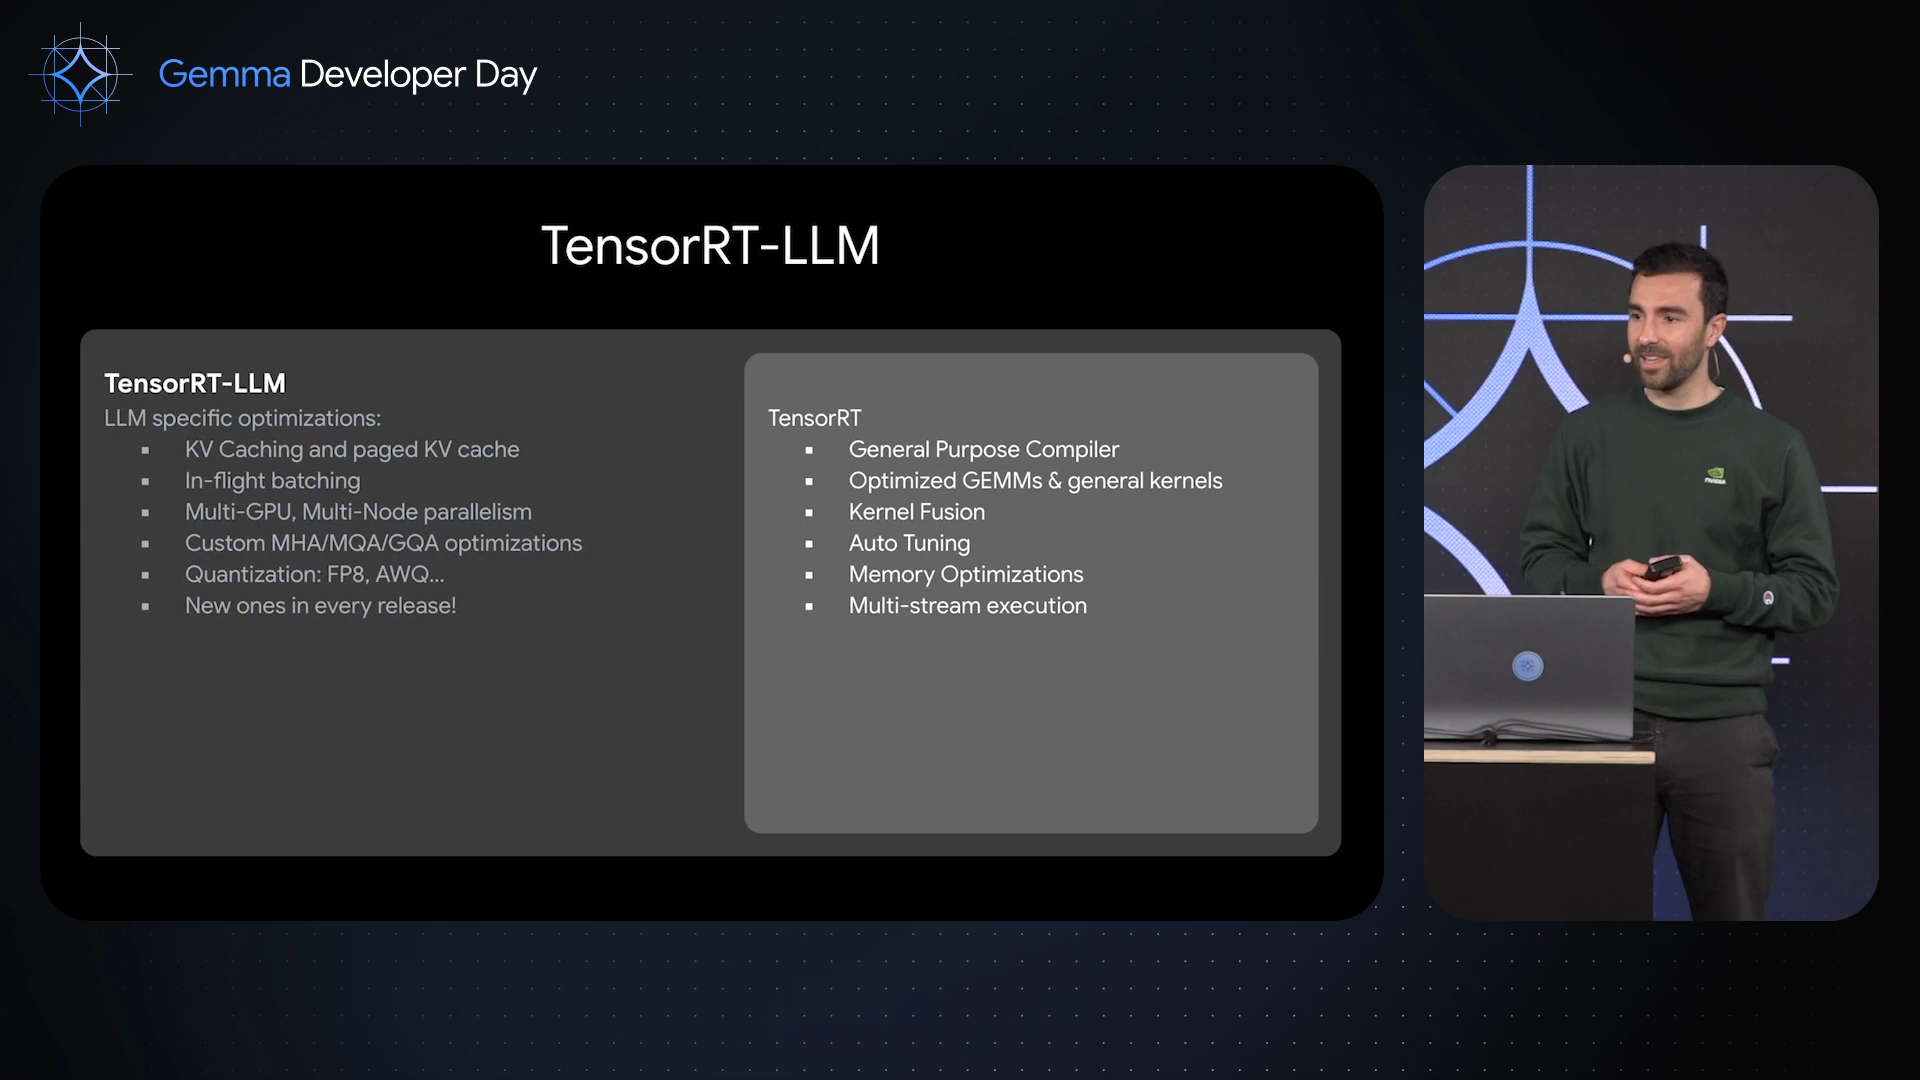 Gemma Developer Day
TensorRT-LLM
TensorRT-LLM
LLM specific optimizations:
▪ KV Caching and paged KV cache
▪ In-flight batching
▪ Multi-GPU, Multi-Node parallelism
▪ Custom MHA/MQA/GQA optimizations
▪ Quantization: FP8, AWQ...
▪ New ones in every release!
TensorRT
▪ General Purpose Compiler
▪ Optimized GEMMs & general kernels
▪ Kernel Fusion
▪ Auto Tuning
▪ Memory Optimizations
▪ Multi-stream execution
NVIDIA